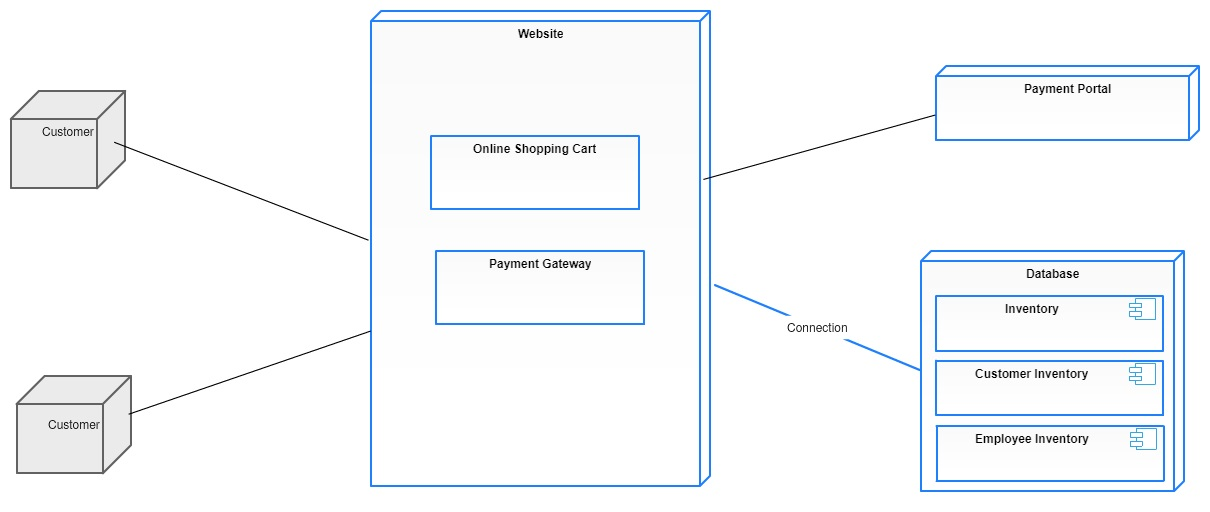 Website
Customer
Online Shopping Cart
Payment Gateway
Customer
Payment Portal
Connection
Database
Inventory
Customer Inventory
Employee Inventory